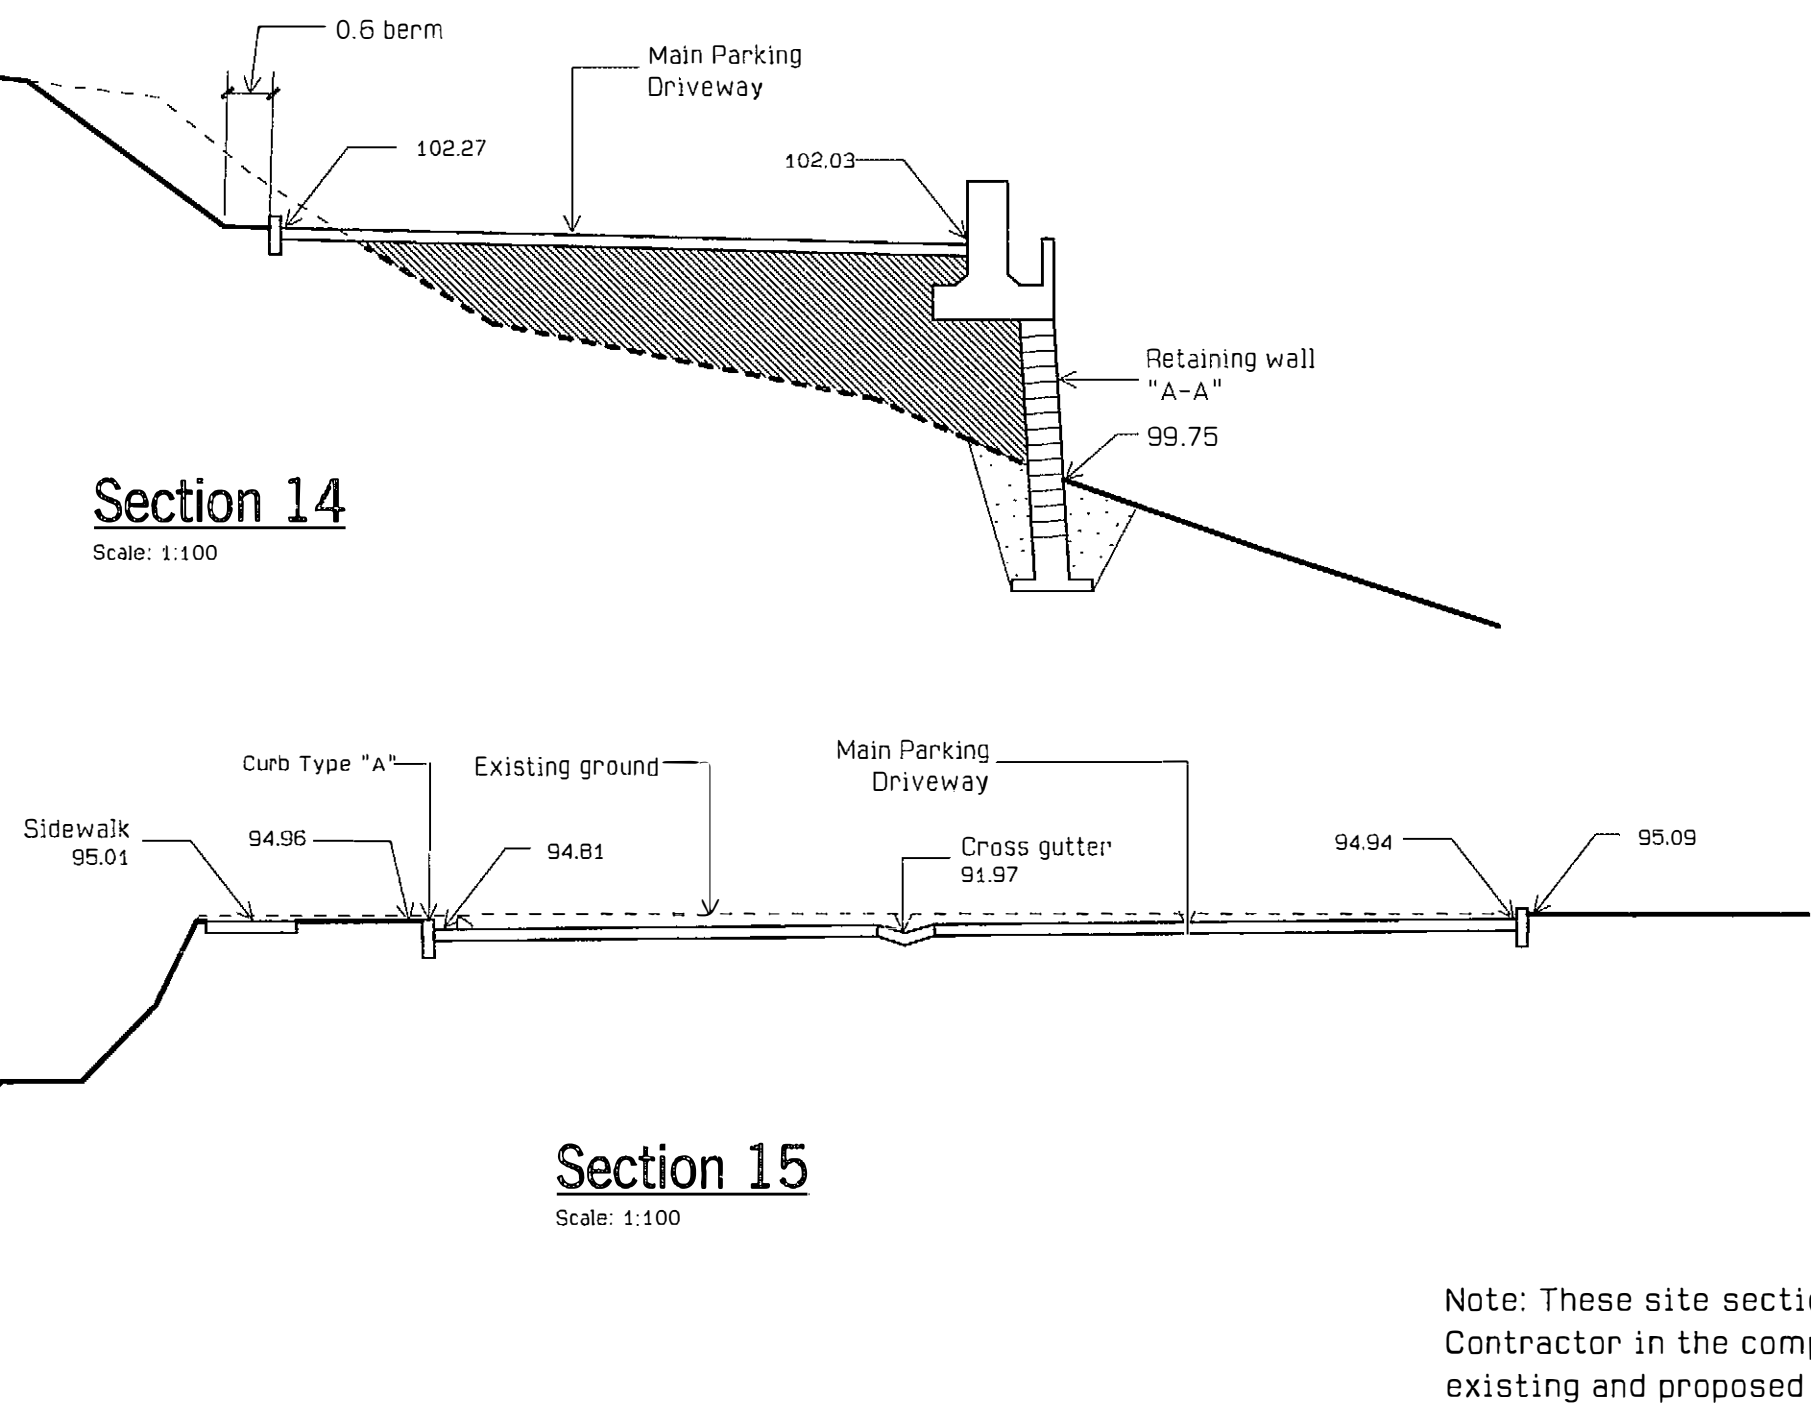 0.6 berm
Main Parking
Driveway
102.27
102.03
Retaining wall
"A-A"
99.75
Section 14
Scale: 1:100
Curb Type "A"
Existing ground
Main Parking
Driveway
Sidewalk
95.01
94.96
94.81
Cross gutter
91.97
94.94
95.09
Section 15
Scale: 1:100
Note: These site secti
Contractor in the com
existing and proposed